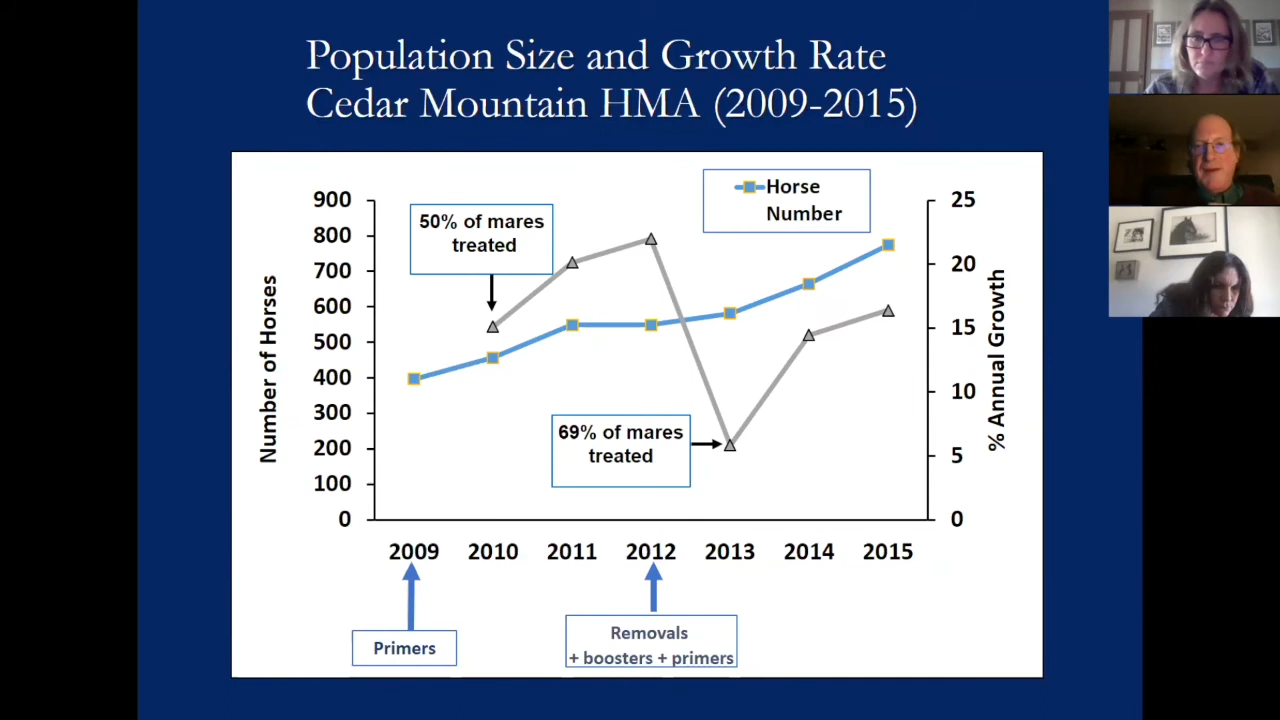 Population Size and Growth Rate
Cedar Mountain HMA (2009-2015)
Horse
Number
50% of mares
treated
69% of mares
treated
Number of Horses
900
800
700
600
500
400
300
200
100
0
% Annual Growth
25
20
15
10
5
0
2009 2010 2011 2012 2013 2014 2015
Primers
Removals
+ boosters + primers